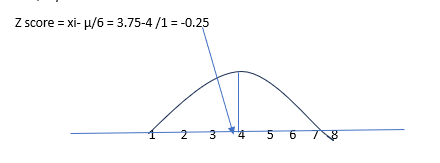 Z score = xi- µ/6 = 3.75-4 /1 = -0.25
1 2 3 4 5 6 7 8